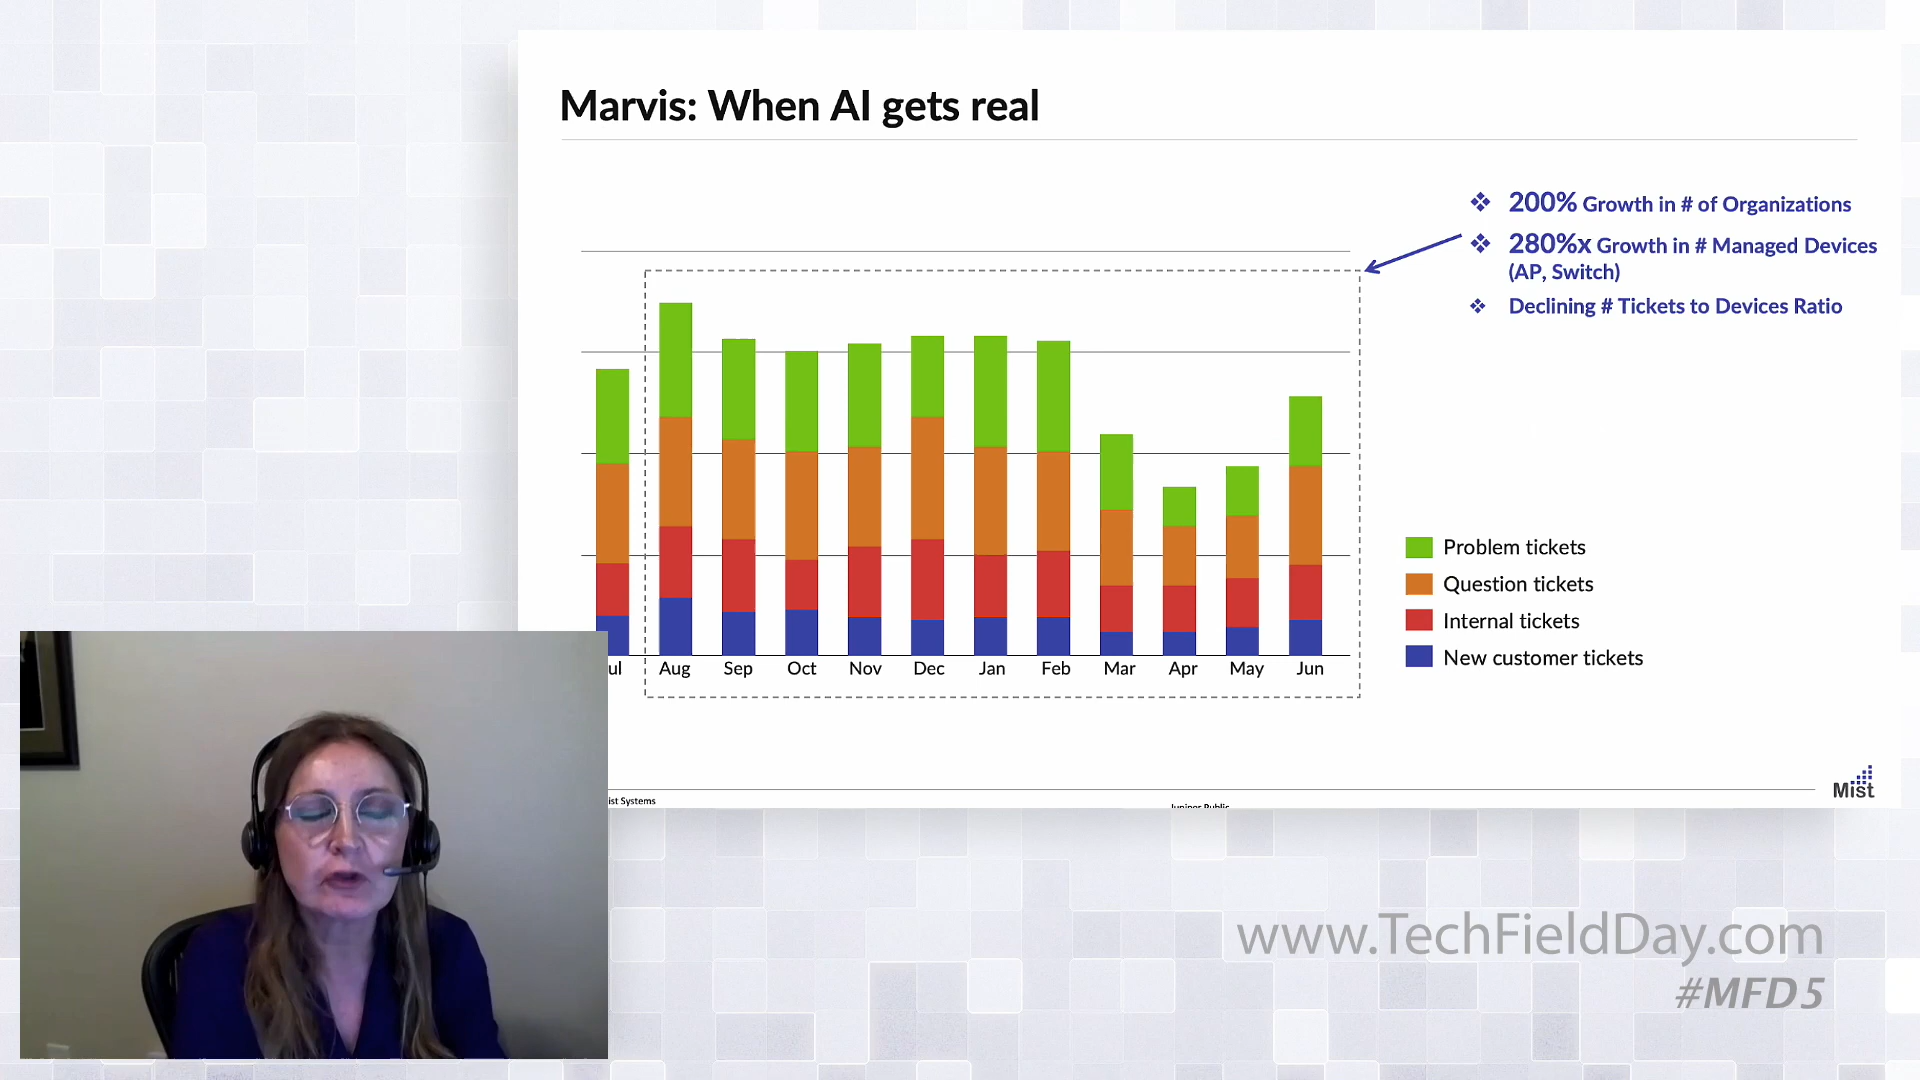 Marvis: When AI gets real
❖ 200% Growth in # of Organizations
❖ 280%x Growth in # Managed Devices
(AP, Switch)
❖ Declining # Tickets to Devices Ratio
Problem tickets
Question tickets
Internal tickets
New customer tickets
ul Aug Sep Oct Nov Dec Jan Feb Mar Apr May Jun
ist Systems
Juniper Public
Mist
www.TechFieldDay.com
#MFD5